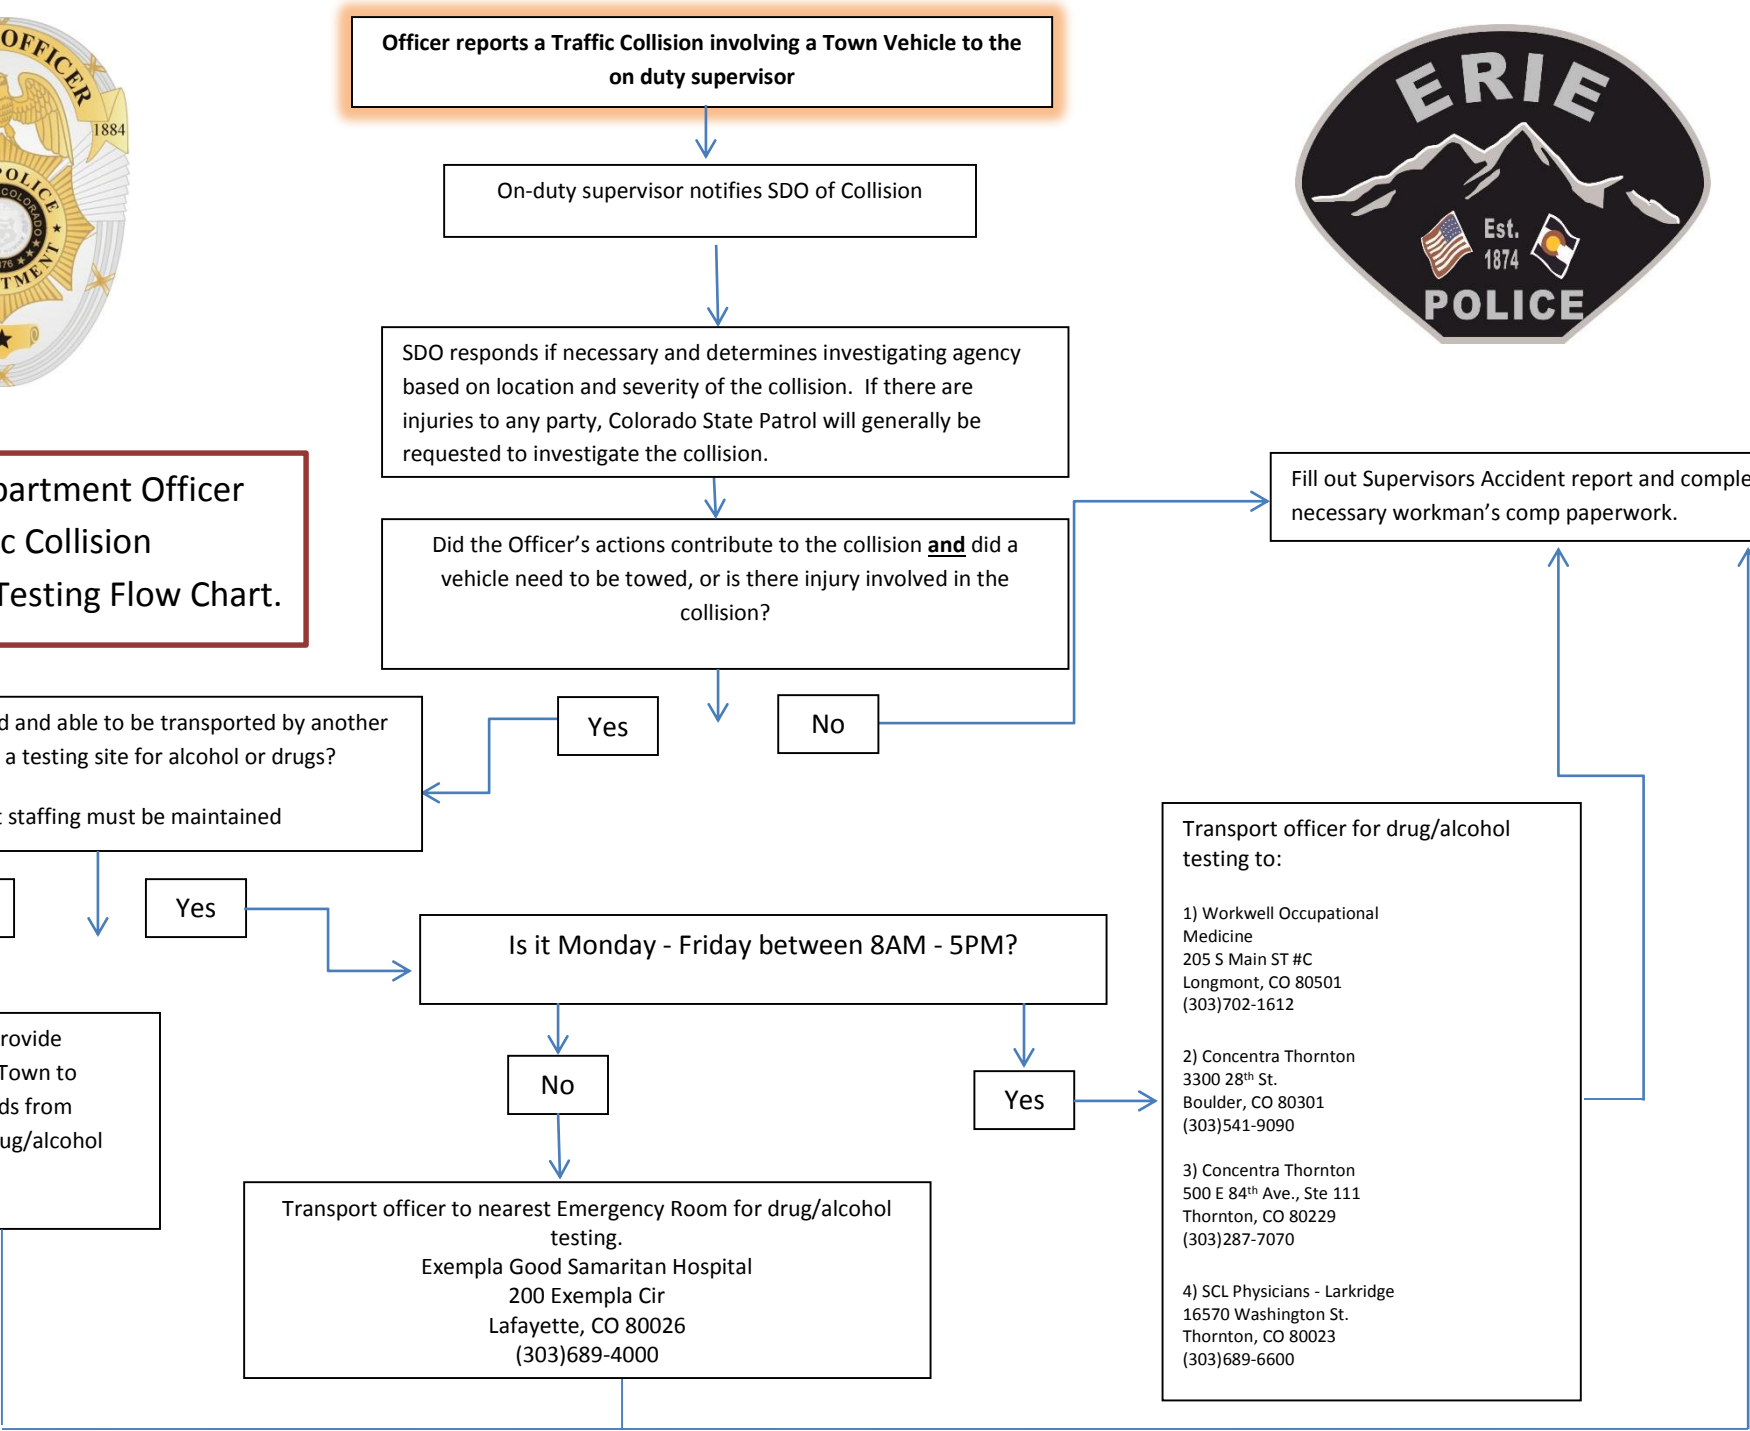 OFFICER
1884
POLICE
COLORADO
Officer reports a Traffic Collision involving a Town Vehicle to the
on duty supervisor
ERIE
Est.
1874
POLICE
On-duty supervisor notifies SDO of Collision
SDO responds if necessary and determines investigating agency
based on location and severity of the collision.  If there are
injuries to any party, Colorado State Patrol will generally be
requested to investigate the collision.
partment Officer
c Collision
Testing Flow Chart.
Fill out Supervisors Accident report and comple
necessary workman's comp paperwork.
Did the Officer's actions contribute to the collision and did a
vehicle need to be towed, or is there injury involved in the
collision?
Yes
No
d and able to be transported by another
a testing site for alcohol or drugs?
t staffing must be maintained
Yes
Is it Monday - Friday between 8AM - 5PM?
No
Yes
Transport officer for drug/alcohol
testing to:
1) Workwell Occupational
Medicine
205 S Main ST #C
Longmont, CO 80501
(303)702-1612
2) Concentra Thornton
3300 28th St.
Boulder, CO 80301
(303)541-9090
3) Concentra Thornton
500 E 84th Ave., Ste 111
Thornton, CO 80229
(303)287-7070
4) SCL Physicians - Larkridge
16570 Washington St.
Thornton, CO 80023
(303)689-6600
rovide
Town to
ds from
ug/alcohol
Transport officer to nearest Emergency Room for drug/alcohol
testing.
Exempla Good Samaritan Hospital
200 Exempla Cir
Lafayette, CO 80026
(303)689-4000